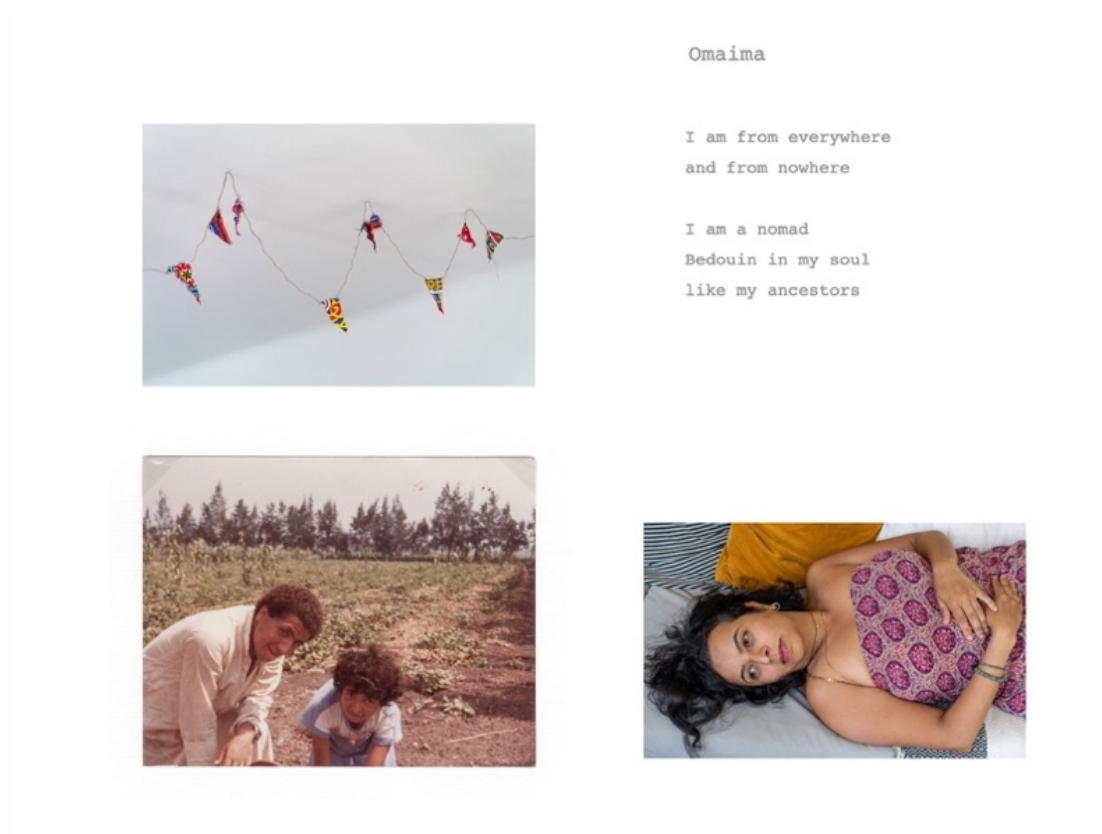 Omaima
I am from everywhere
and from nowhere
I am a nomad
Bedouin in my soul
like my ancestors